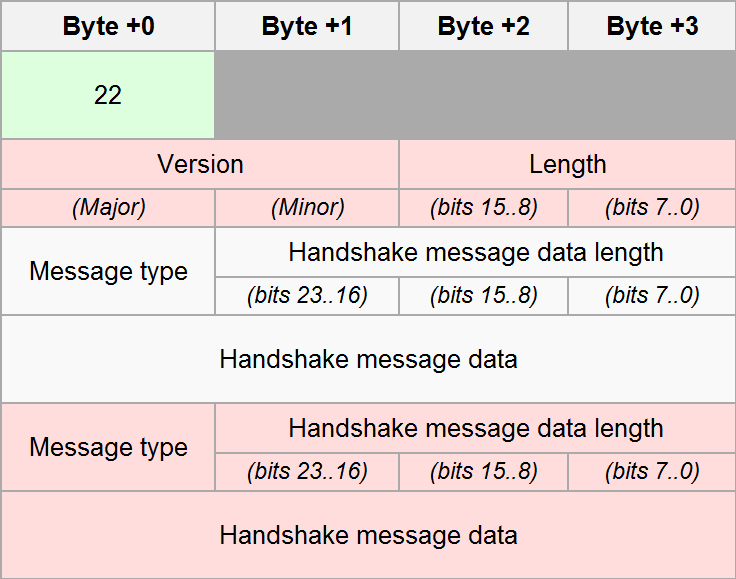 Byte +0 Byte +1 Byte +2 Byte +3
22
Version Length
(Major) (Minor) (bits 15..8) (bits 7..0)
Message type
Handshake message data length
(bits 23..16) (bits 15..8) (bits 7..0)
Handshake message data
Message type
Handshake message data length
(bits 23..16) (bits 15..8) (bits 7..0)
Handshake message data